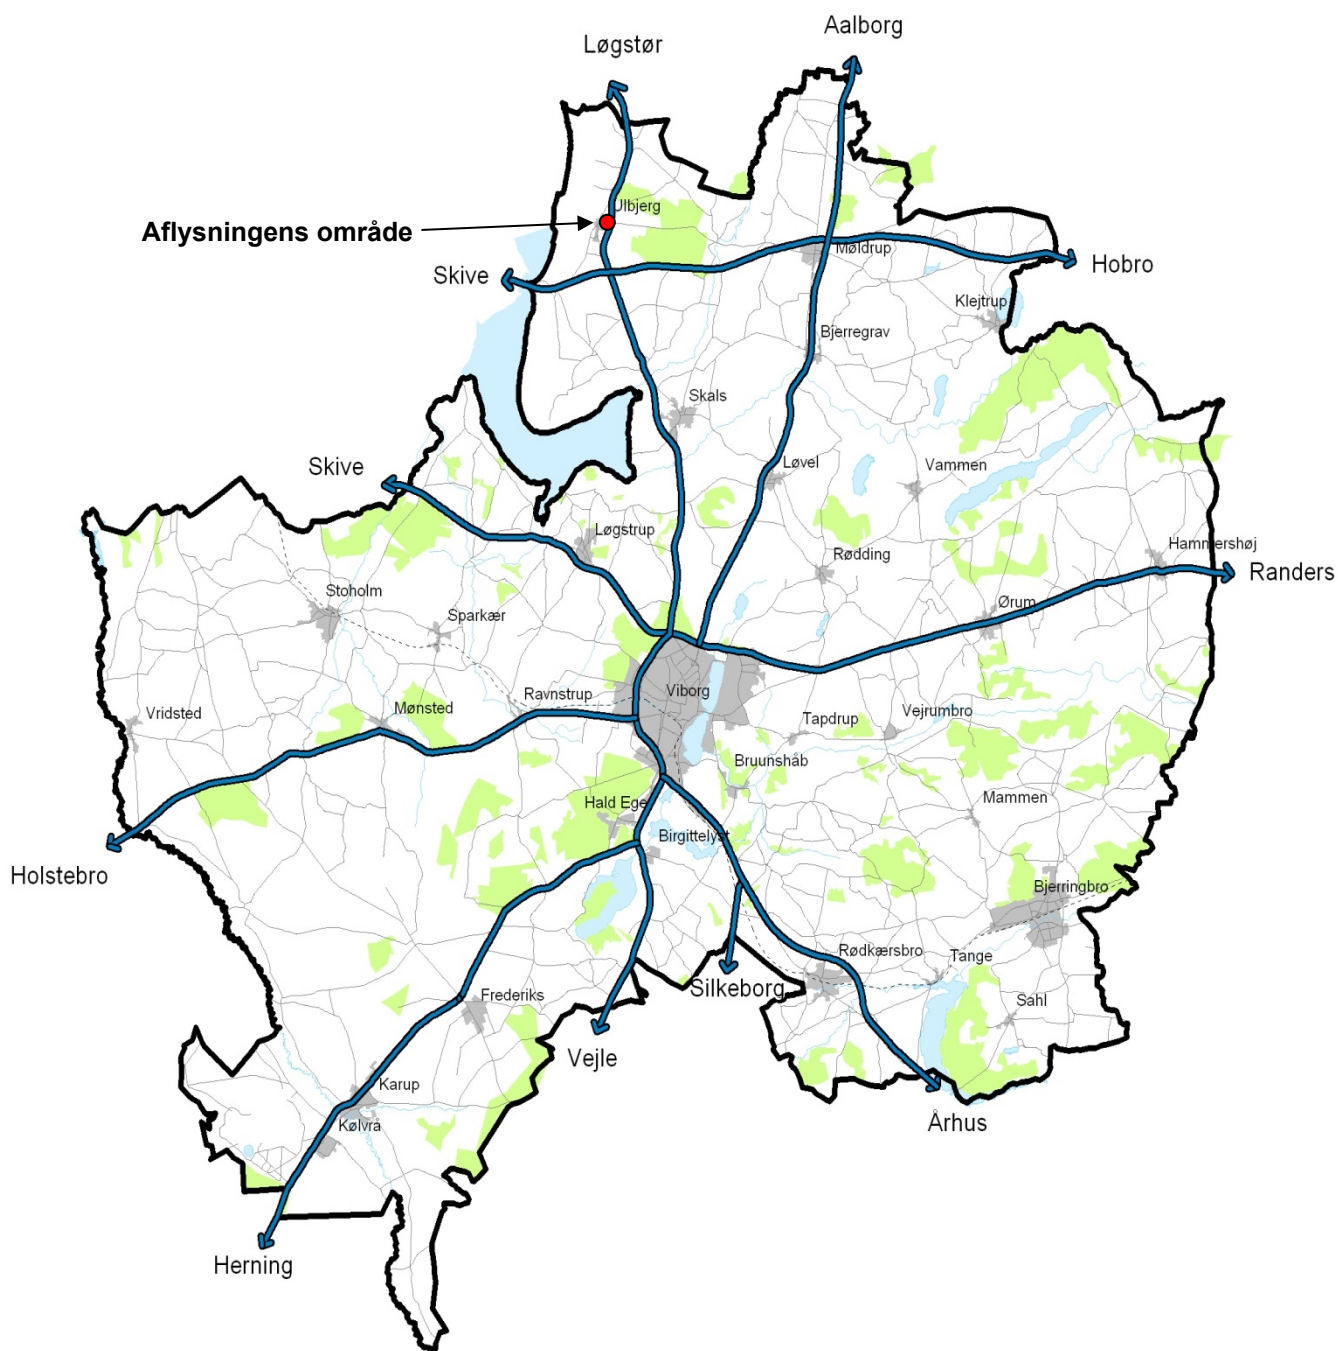 Aalborg
Løgstør
Ulbjerg
Aflysningens område
Møldrup
Hobro
Skive
Klejtrup
Bjerregrav
Skals
Løvel
Vammen
Skive
Løgstrup
Rødding
Hammershøj
Randers
Stoholm
Sparkær
Ørum
Ravnstrup
Viborg
Mønsted
Vridsted
Tapdrup
Vejrumbro
Bruunshåb
Hald Ege
Mammen
Birgittelyst
Holstebro
Bjerringbro
Rødkærsbro
Tange
Silkeborg
Frederiks
Sahl
Vejle
Karup
Århus
Kølvrå
Herning